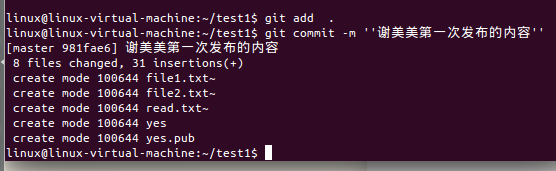 linux@linux-virtual-machine:~/test1$ git add  .
linux@linux-virtual-machine:~/test1$ git commit -m ''谢美美第一次发布的内容''
[master 981fae6] 谢美美第一次发布的内容
 8 files changed, 31 insertions(+)
 create mode 100644 file1.txt~
 create mode 100644 file2.txt~
 create mode 100644 read.txt~
 create mode 100644 yes
 create mode 100644 yes.pub
linux@linux-virtual-machine:~/test1$